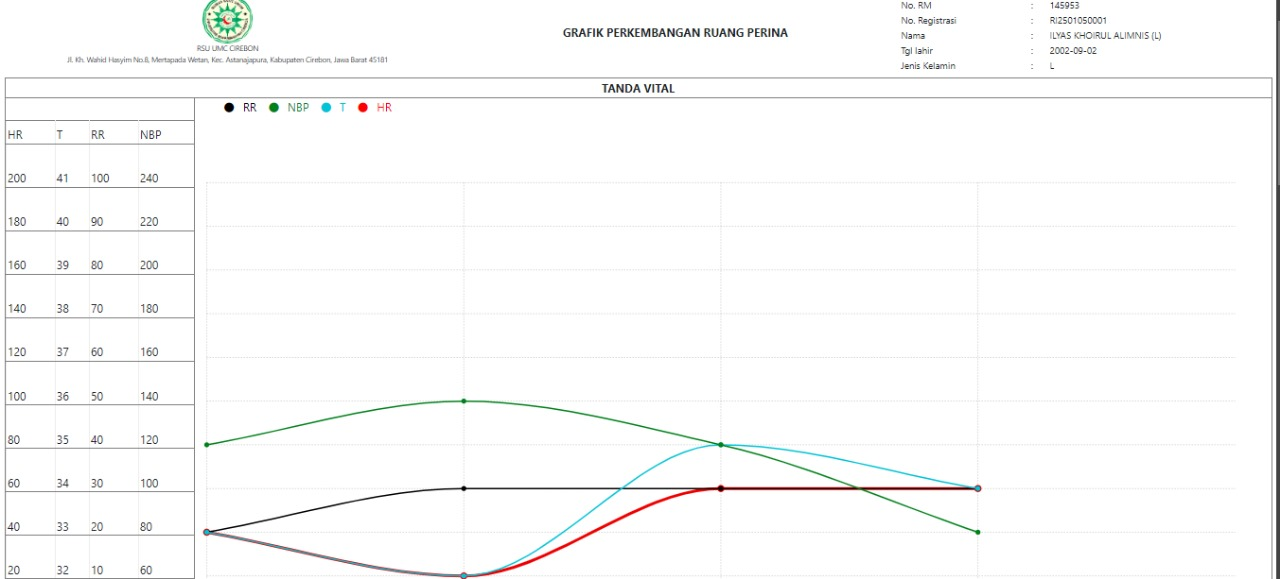 RSU UMC CIREBON
Jl. Kh. Wahid Hasyim No.8, Mertapada Wetan, Kec. Astanajapura, Kabupaten Cirebon, Jawa Barat 45181
GRAFIK PERKEMBANGAN RUANG PERINA
No. RM : 145953
No. Registrasi : RI2501050001
Nama : ILYAS KHOIRUL ALIMNIS (L)
Tgl lahir : 2002-09-02
Jenis Kelamin : L
TANDA VITAL
RR NBP T HR
HR T RR NBP
200 41 100 240
180 40 90 220
160 39 80 200
140 38 70 180
120 37 60 160
100 36 50 140
80 35 40 120
60 34 30 100
40 33 20 80
20 32 10 60